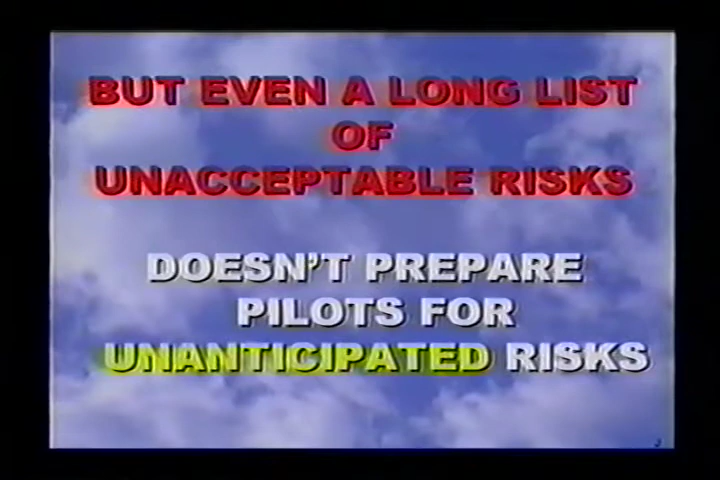 BUT EVEN A LONG LIST
OF
UNACCEPTABLE RISKS
DOESN'T PREPARE
PILOTS FOR
UNANTICIPATED RISKS